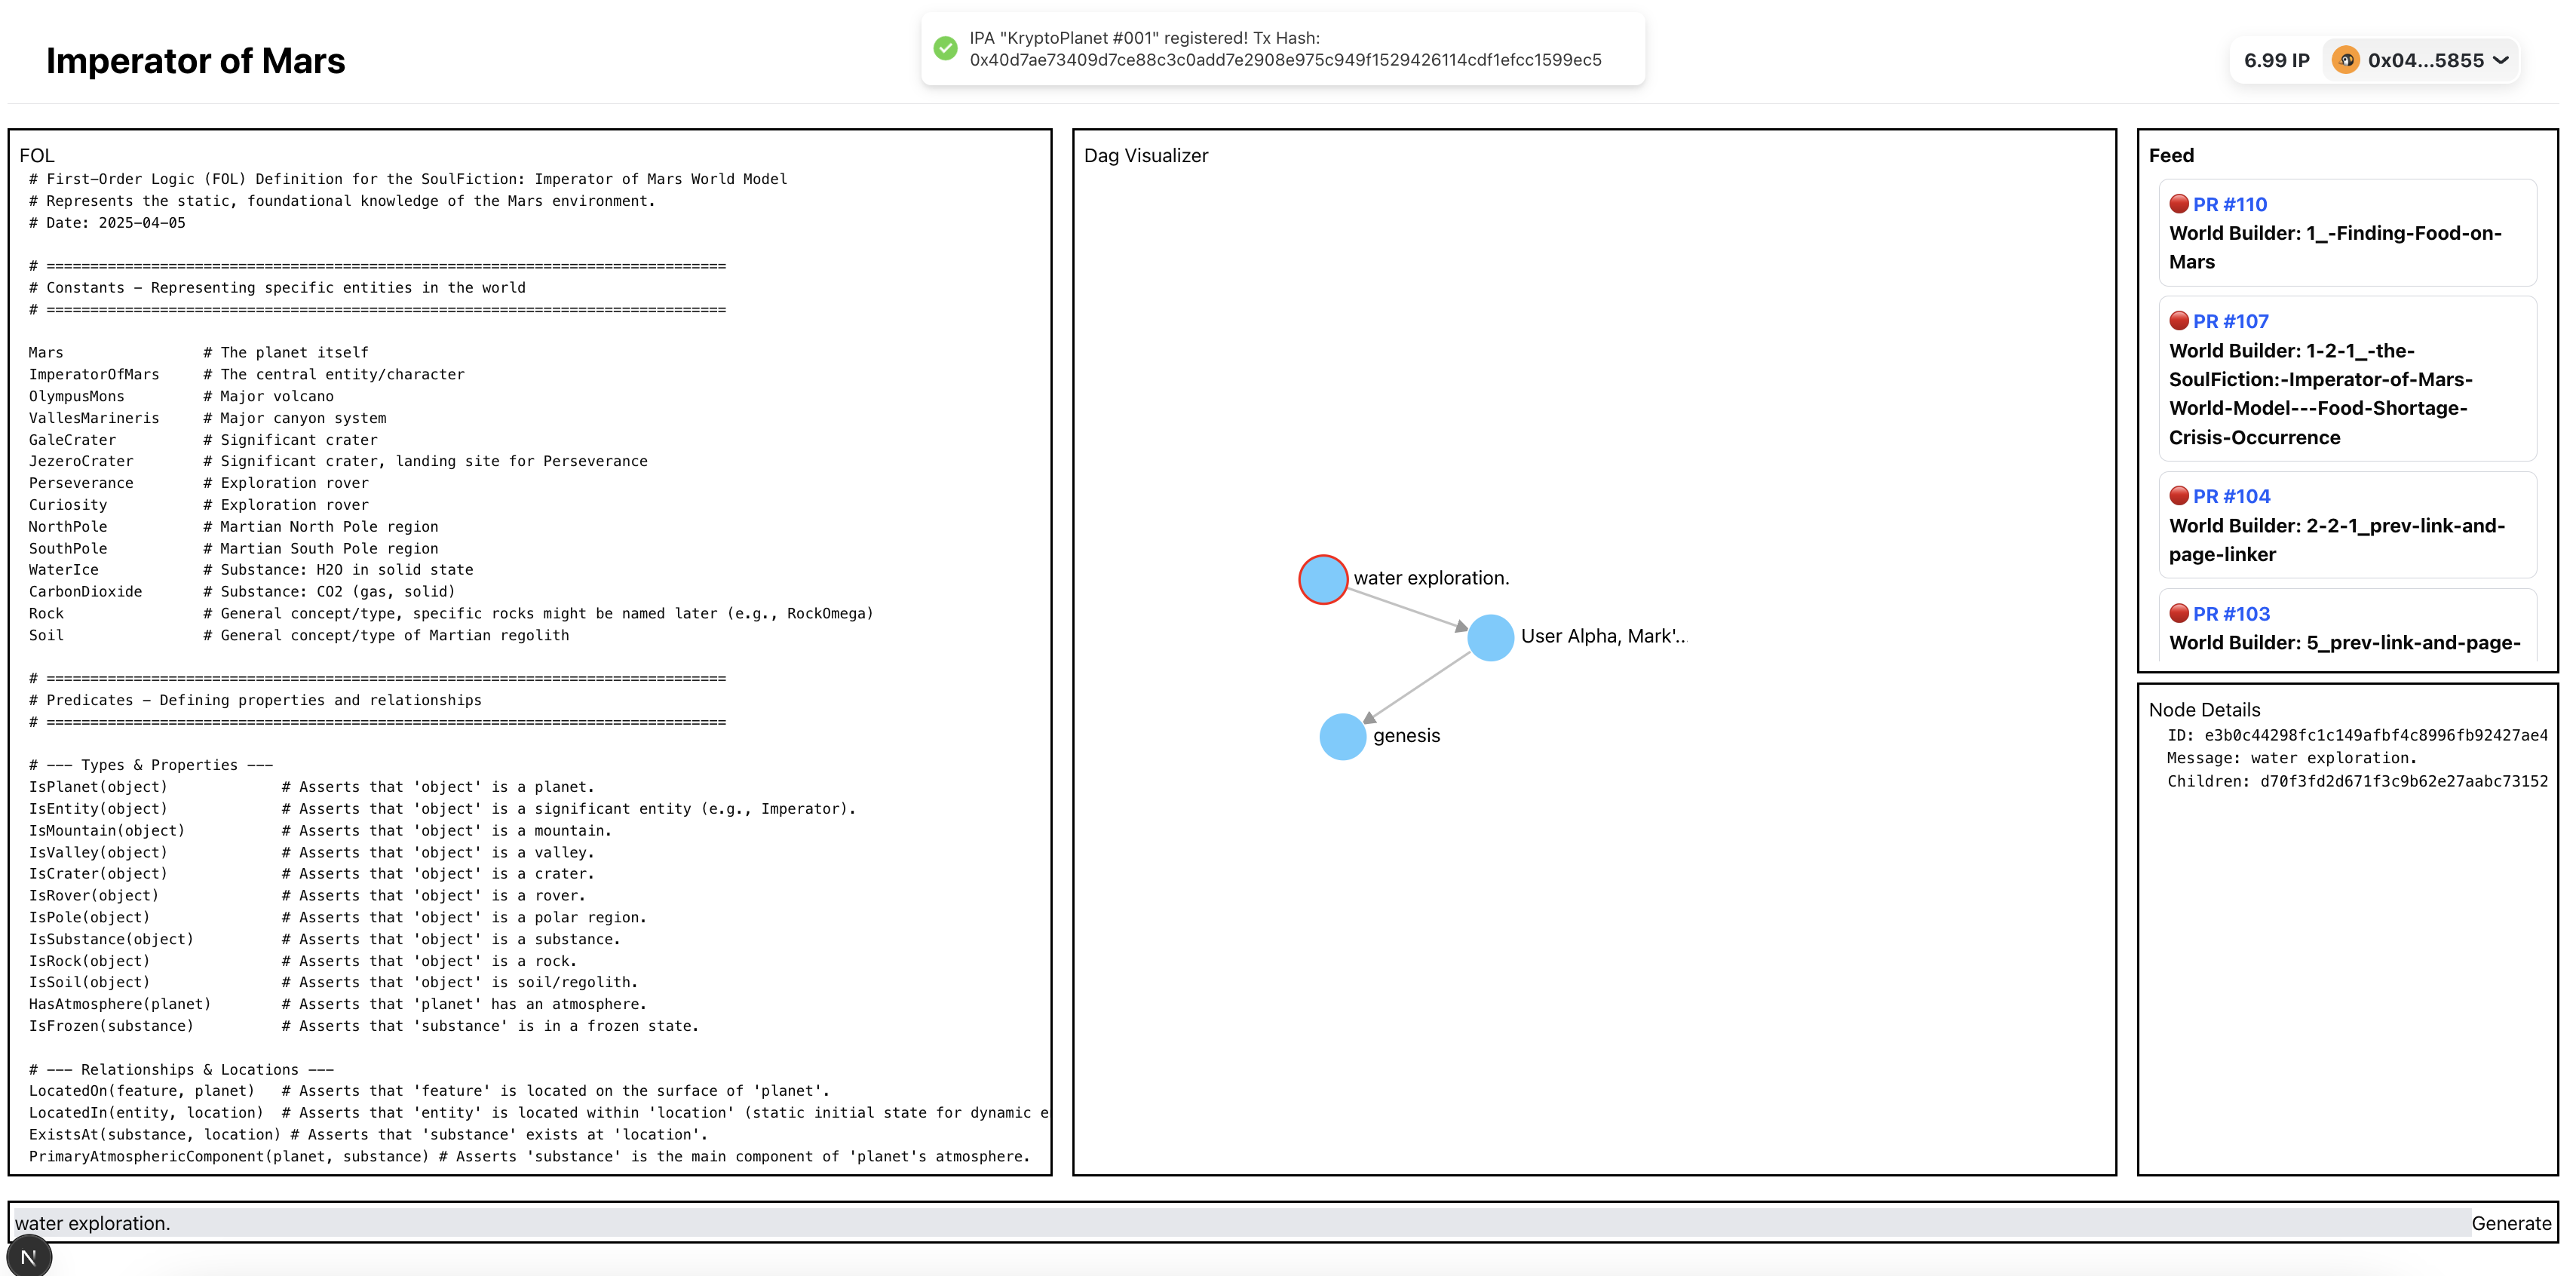 Imperator of Mars
IPA "KryptoPlanet #001" registered! Tx Hash:
0x40d7ae73409d7ce88c3c0add7e2908e975c949f1529426114cdf1efcc1599ec5
6.99 IP
0x04...5855
FOL
# First-Order Logic (FOL) Definition for the SoulFiction: Imperator of Mars World Model
# Represents the static, foundational knowledge of the Mars environment.
# Date: 2025-04-05
# ==============================================================================
# Constants - Representing specific entities in the world
# ==============================================================================
Mars # The planet itself
ImperatorOfMars # The central entity/character
OlympusMons # Major volcano
VallesMarineris # Major canyon system
GaleCrater # Significant crater
JezeroCrater # Significant crater, landing site for Perseverance
Perseverance # Exploration rover
Curiosity # Exploration rover
NorthPole # Martian North Pole region
SouthPole # Martian South Pole region
WaterIce # Substance: H2O in solid state
CarbonDioxide # Substance: CO2 (gas, solid)
Rock # General concept/type, specific rocks might be named later (e.g., RockOmega)
Soil # General concept/type of Martian regolith
# ==============================================================================
# Predicates - Defining properties and relationships
# ==============================================================================
# --- Types & Properties ---
IsPlanet(object) # Asserts that 'object' is a planet.
IsEntity(object) # Asserts that 'object' is a significant entity (e.g., Imperator).
IsMountain(object) # Asserts that 'object' is a mountain.
IsValley(object) # Asserts that 'object' is a valley.
IsCrater(object) # Asserts that 'object' is a crater.
IsRover(object) # Asserts that 'object' is a rover.
IsPole(object) # Asserts that 'object' is a polar region.
IsSubstance(object) # Asserts that 'object' is a substance.
IsRock(object) # Asserts that 'object' is a rock.
IsSoil(object) # Asserts that 'object' is soil/regolith.
HasAtmosphere(planet) # Asserts that 'planet' has an atmosphere.
IsFrozen(substance) # Asserts that 'substance' is in a frozen state.
# --- Relationships & Locations ---
LocatedOn(feature, planet) # Asserts that 'feature' is located on the surface of 'planet'.
LocatedIn(entity, location) # Asserts that 'entity' is located within 'location' (static initial state for dynamic e
ExistsAt(substance, location) # Asserts that 'substance' exists at 'location'.
PrimaryAtmosphericComponent(planet, substance) # Asserts 'substance' is the main component of 'planet's atmosphere.
Dag Visualizer
water exploration.
User Alpha, Mark'..
genesis
Feed
PR #110
World Builder: 1_-Finding-Food-on-
Mars
PR #107
World Builder: 1-2-1_-the-
SoulFiction:-Imperator-of-Mars-
World-Model---Food-Shortage-
Crisis-Occurrence
PR #104
World Builder: 2-2-1_prev-link-and-
page-linker
PR #103
World Builder: 5_prev-link-and-page-
Node Details
ID: e3b0c44298fc1c149afbf4c8996fb92427ae4
Message: water exploration.
Children: d70f3fd2d671f3c9b62e27aabc73152
water exploration.
Generate
N